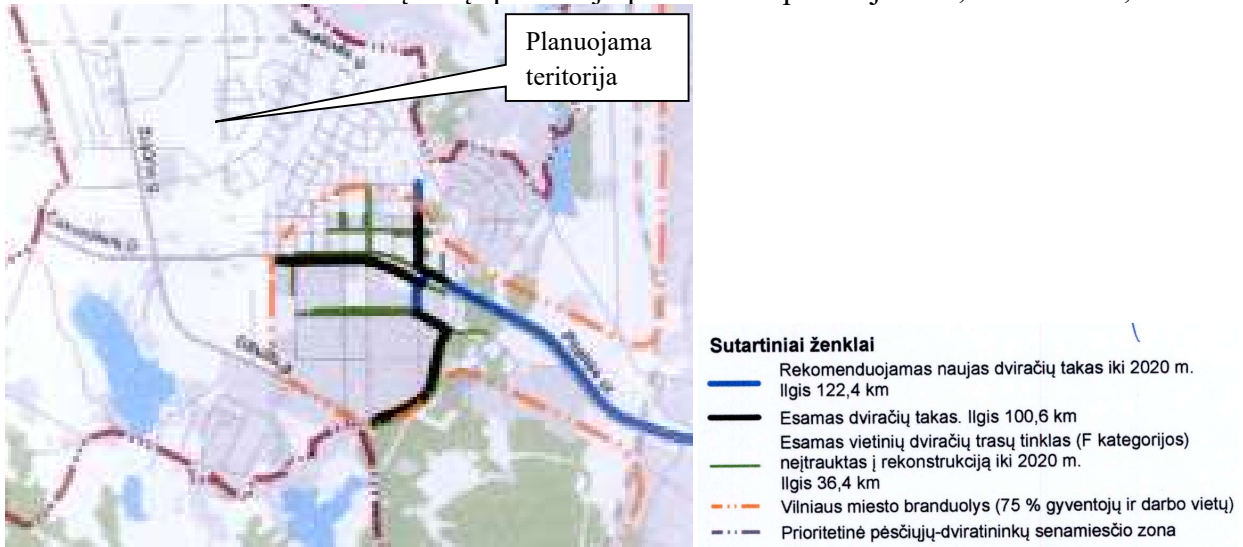 Planuojama
teritorija
Sutartiniai ženklai
Rekomenduojamas naujas dviračių takas iki 2020 m.
Ilgis 122,4 km
Esamas dviračių takas. Ilgis 100,6 km
Esamas vietinių dviračių trasų tinklas (F kategorijos)
neįtrauktas į rekonstrukciją iki 2020 m.
Ilgis 36,4 km
Vilniaus miesto branduolys (75 % gyventojų ir darbo vietų)
Prioritetinė pėsčiųjų-dviratininkų senamiesčio zona